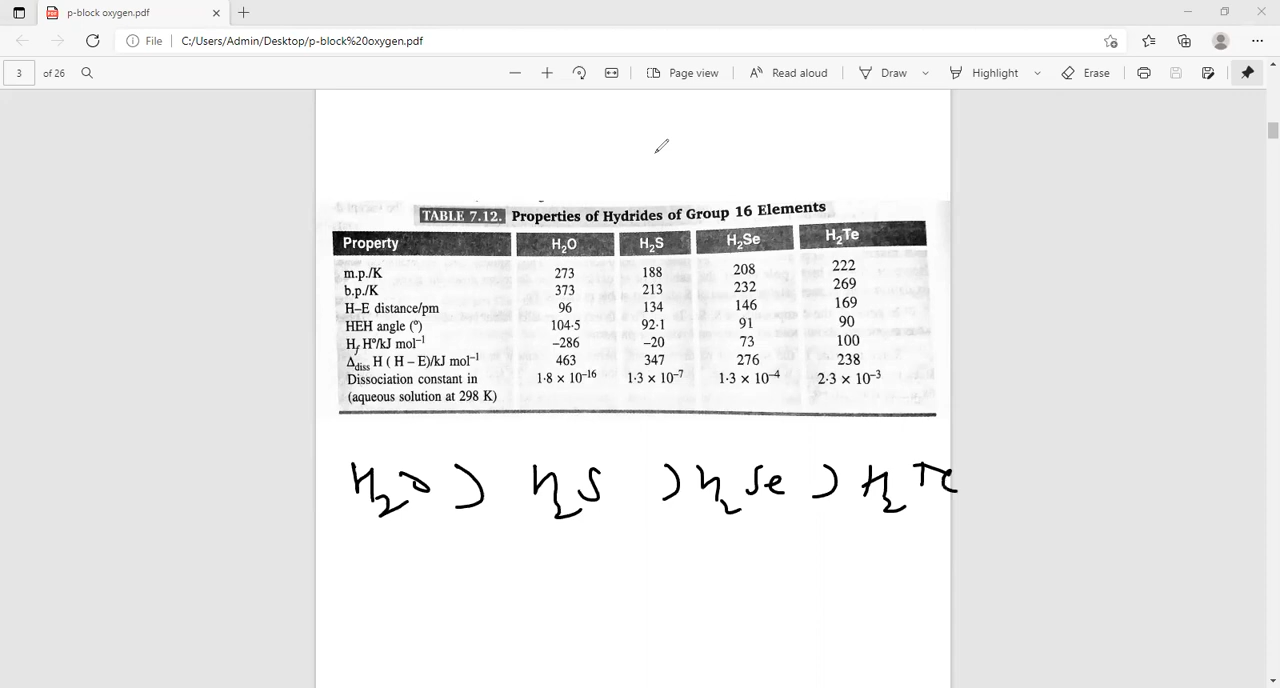 p-block oxygen.pdf
File | C:/Users/Admin/Desktop/p-block%20oxygen.pdf
3 of 26 Page view Read aloud Draw Highlight Erase
TABLE 7.12. Properties of Hydrides of Group 16 Elements
Property H₂O H₂S H₂Se H₂Te
m.p./K 273 188 208 222
b.p./K 373 213 232 269
H–E distance/pm 96 134 146 169
HEH angle (°) 104·5 92·1 91 90
H_f H°/kJ mol⁻¹ –286 –20 73 100
Δ_diss H (H – E)/kJ mol⁻¹ 463 347 276 238
Dissociation constant in 1·8 × 10⁻¹⁶ 1·3 × 10⁻⁷ 1·3 × 10⁻⁴ 2·3 × 10⁻³
(aqueous solution at 298 K)
H₂O > H₂S > H₂Se > H₂Te